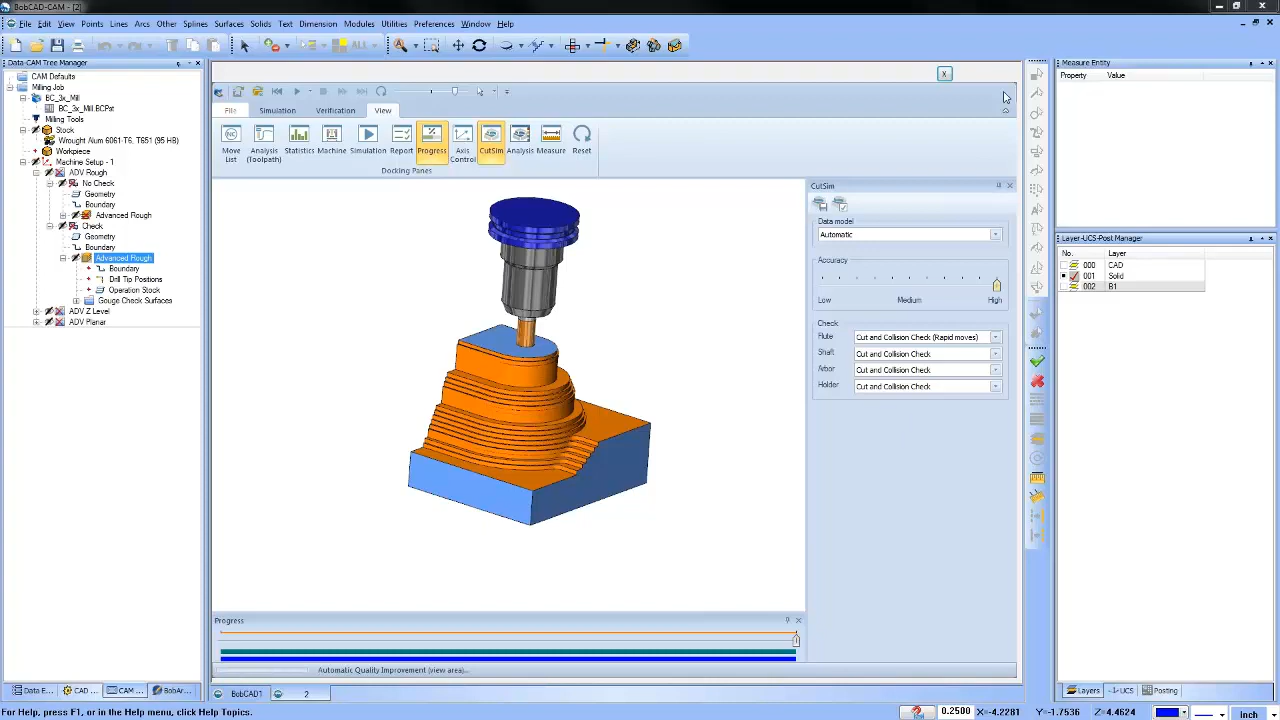 BobCAD-CAM - [2]
File Edit View Points Lines Arcs Other Splines Surfaces Solids Text Dimension Modules Utilities Preferences Window Help
ALL
Data-CAM Tree Manager
CAM Defaults
Milling Job
BC_3x_Mill
BC_3x_Mill.BCPst
Milling Tools
Stock
Wrought Alum 6061-T6, T651 (95 HB)
Workpiece
Machine Setup - 1
ADV Rough
No Check
Geometry
Boundary
Advanced Rough
Check
Geometry
Boundary
Advanced Rough
Boundary
Drill Tip Positions
Operation Stock
Gouge Check Surfaces
ADV Z Level
ADV Planar
Data E... CAD ... CAM ... BobAr...
File Simulation Verification View
Move List
Analysis (Toolpath)
Statistics
Machine
Simulation
Report
Progress
Axis Control
CutSim
Analysis
Measure
Reset
Docking Panes
CutSim
Data model
Automatic
Accuracy
Low Medium High
Check
Flute Cut and Collision Check (Rapid moves)
Shaft Cut and Collision Check
Arbor Cut and Collision Check
Holder Cut and Collision Check
Progress
Automatic Quality Improvement (view area)...
BobCAD1 2
Measure Entity
Property Value
Layer-UCS-Post Manager
No. Layer
000 CAD
001 Solid
002 B1
Layers UCS Posting
For Help, press F1, or in the Help menu, click Help Topics.
0.2500 X=-4.2281 Y=-1.7536 Z=4.4624 Inch